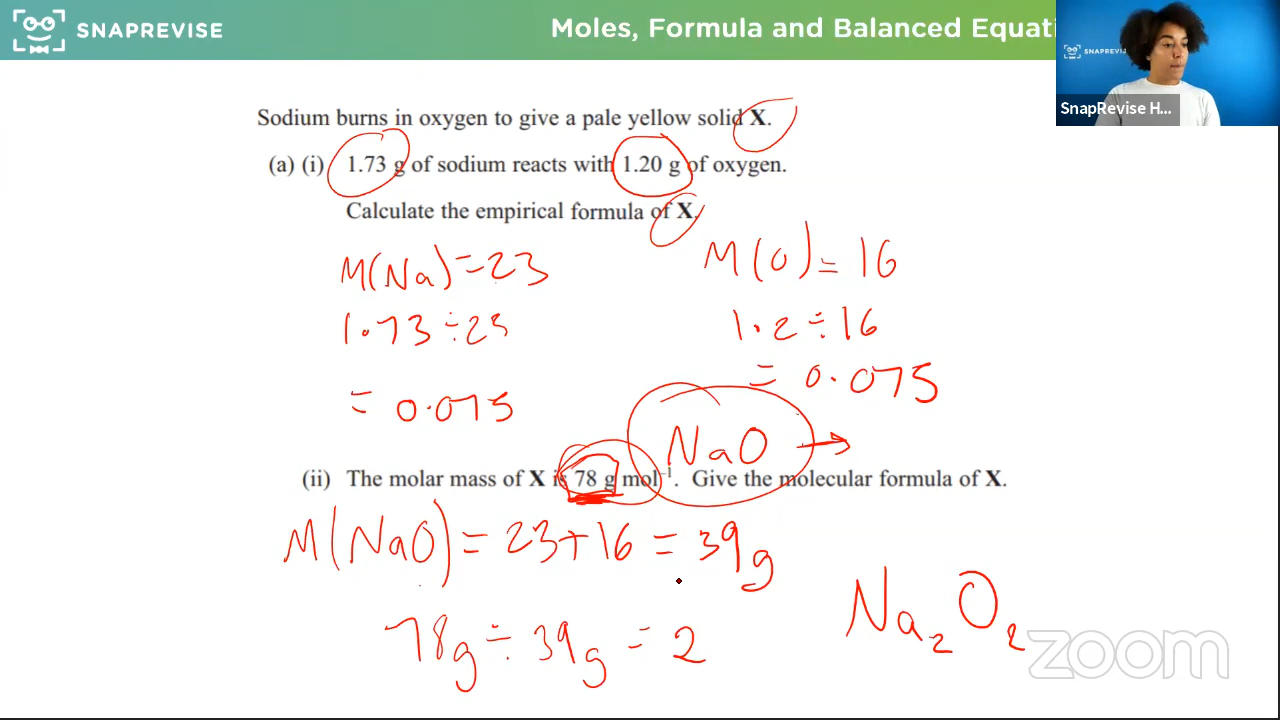 SNAPREVISE
Moles, Formula and Balanced Equati
SNAPREVISE
SnapRevise H...
Sodium burns in oxygen to give a pale yellow solid X.
(a) (i) 1.73 g of sodium reacts with 1.20 g of oxygen.
Calculate the empirical formula of X.
M(Na)=23
M(O)=16
1.73÷23
1.2÷16
=0.075
=0.075
NaO
(ii) The molar mass of X is 78 g mol⁻¹. Give the molecular formula of X.
M(NaO)=23+16=39g
78g÷39g=2
Na₂O₂
zoom